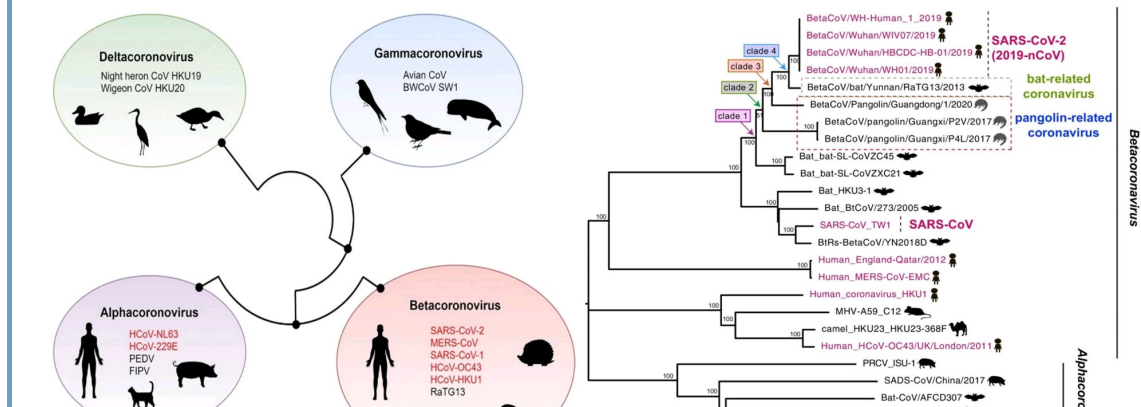 Deltacoronovirus
Night heron CoV HKU19
Wigeon CoV HKU20
Gammacoronovirus
Avian CoV
BWCoV SW1
Alphacoronovirus
HCoV-NL63
HCoV-229E
PEDV
FIPV
Betacoronovirus
SARS-CoV-2
MERS-CoV
SARS-CoV-1
HCoV-OC43
HCoV-HKU1
RaTG13
BetaCoV/WH-Human_1_2019
BetaCoV/Wuhan/WIV07/2019
BetaCoV/Wuhan/HBCDC-HB-01/2019
BetaCoV/Wuhan/WH01/2019
SARS-CoV-2
(2019-nCoV)
BetaCoV/bat/Yunnan/RaTG13/2013
bat-related
coronavirus
BetaCoV/Pangolin/Guangdong/1/2020
BetaCoV/pangolin/Guangxi/P2V/2017
BetaCoV/pangolin/Guangxi/P4L/2017
pangolin-related
coronavirus
clade 4
clade 3
clade 2
clade 1
100
100
51
100
100
Bat_bat-SL-CoVZC45
100
Bat_bat-SL-CoVZXC21
Bat_HKU3-1
100
Bat_BtCoV/273/2005
100
SARS-CoV_TW1
SARS-CoV
100
BtRs-BetaCoV/YN2018D
100
Human_England-Qatar/2012
100
Human_MERS-CoV-EMC
Human_coronavirus_HKU1
100
MHV-A59_C12
100
camel_HKU23_HKU23-368F
100
Human_HCoV-OC43/UK/London/2011
Betacoronavirus
PRCV_ISU-1
100
SADS-CoV/China/2017
100
Bat-CoV/AFCD307
Alphacoro